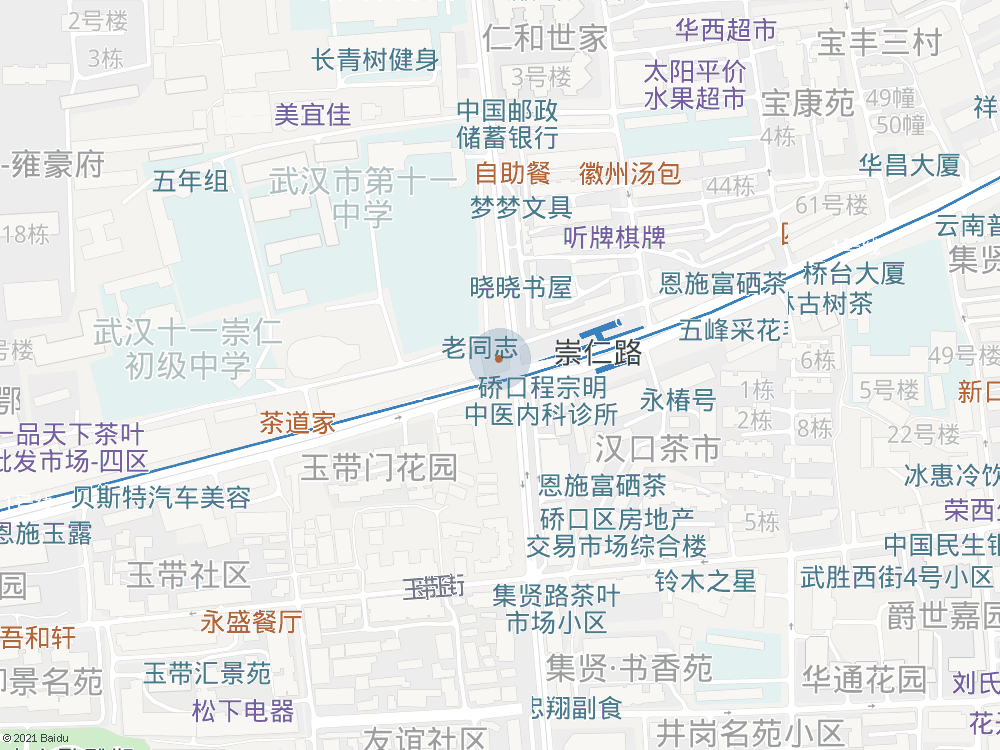 2号楼
3栋
长青树健身
仁和世家
3号楼
华西超市
宝丰三村
太阳平价
水果超市
美宜佳
中国邮政
储蓄银行
宝康苑
49幢
50幢
4栋
祥
-雍豪府
五年组
武汉市第十一
中学
自助餐
徽州汤包
44栋
华昌大厦
梦梦文具
61号楼
18栋
听牌棋牌
云南普
集贤
晓晓书屋
恩施富硒茶
桥台大厦
林古树茶
武汉十一崇仁
初级中学
老同志
崇仁路
五峰采花
号楼
6栋
49号楼
硚口程宗明
中医内科诊所
永椿号
1栋
2栋
8栋
5号楼
新口
鄂
茶道家
一品天下茶叶
批发市场-四区
玉带门花园
汉口茶市
22号楼
冰惠冷饮
贝斯特汽车美容
恩施玉露
恩施富硒茶
硚口区房地产
交易市场综合楼
5栋
荣西
中国民生银
园
玉带社区
玉带街
铃木之星
武胜西街4号小区
集贤路茶叶
市场小区
永盛餐厅
吾和轩
爵世嘉园
玉带汇景苑
集贤·书香苑
华通花园
刘氏
御景名苑
松下电器
忠翔副食
友谊社区
井岗名苑小区
花
© 2021 Baidu